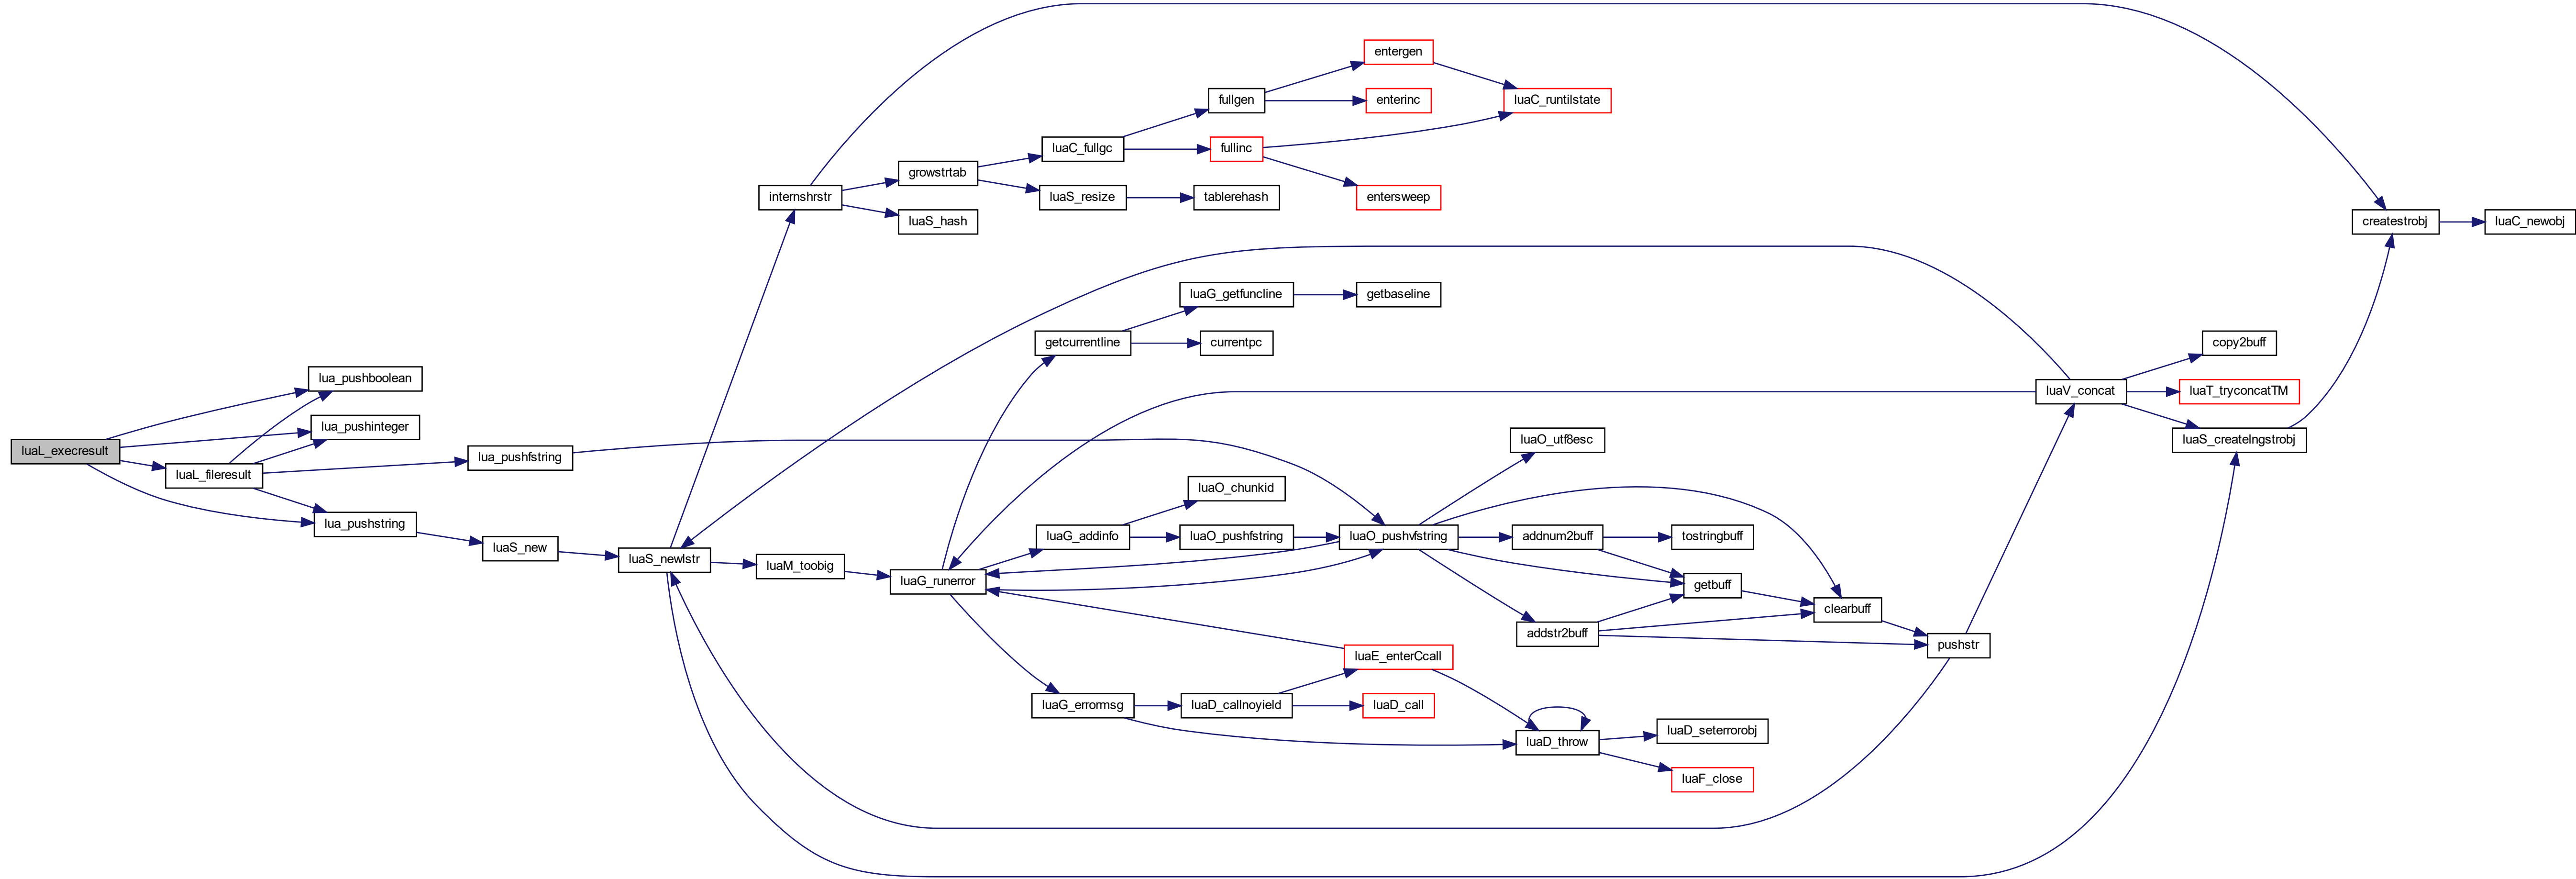 luaL_execresult
lua_pushboolean
lua_pushinteger
luaL_fileresult
lua_pushstring
lua_pushfstring
luaS_new
luaS_newlstr
internshrstr
luaM_toobig
growstrtab
luaS_hash
luaG_runerror
luaC_fullgc
luaS_resize
getcurrentline
luaG_addinfo
luaG_errormsg
fullgen
fullinc
tablerehash
luaG_getfuncline
currentpc
luaO_chunkid
luaO_pushfstring
luaD_callnoyield
entergen
enterinc
entersweep
getbaseline
luaO_pushvfstring
luaE_enterCcall
luaD_call
luaC_runtilstate
luaO_utf8esc
addnum2buff
addstr2buff
luaD_throw
tostringbuff
getbuff
luaD_seterrorobj
luaF_close
clearbuff
pushstr
luaV_concat
copy2buff
luaT_tryconcatTM
luaS_createlngstrobj
createstrobj
luaC_newobj